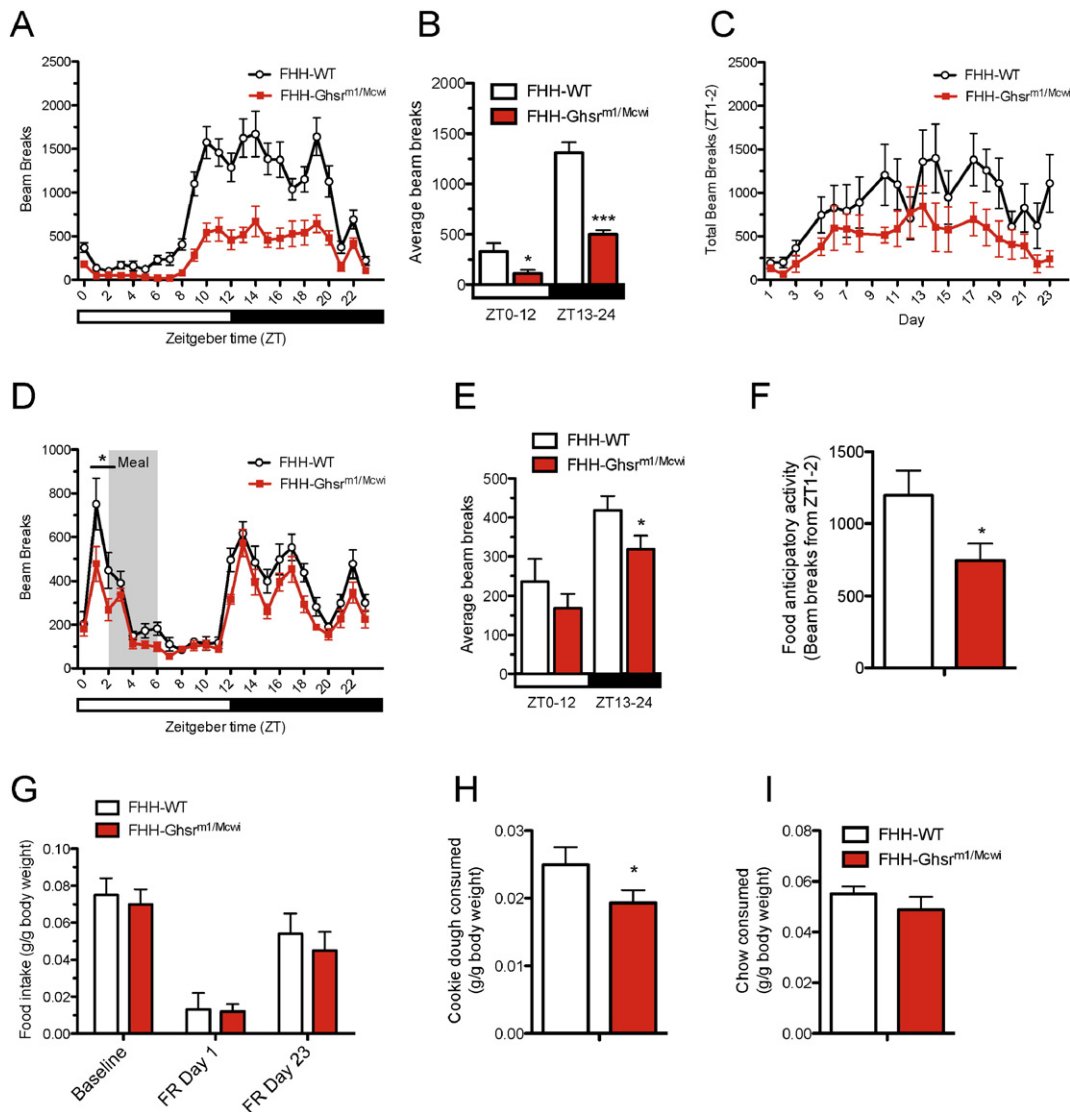 A
Beam Breaks
2500
2000
1500
1000
500
0
FHH-WT
FHH-Ghsr^m1/Mcwi
0 2 4 6 8 10 12 14 16 18 20 22
Zeitgeber time (ZT)
B
Average beam breaks
2000
1500
1000
500
0
FHH-WT
FHH-Ghsr^m1/Mcwi
*
***
ZT0-12 ZT13-24
C
Total Beam Breaks (ZT1-2)
2500
2000
1500
1000
500
0
FHH-WT
FHH-Ghsr^m1/Mcwi
1 3 5 7 9 11 13 15 17 19 21 23
Day
D
Beam Breaks
1000
800
600
400
200
0
* Meal
FHH-WT
FHH-Ghsr^m1/Mcwi
0 2 4 6 8 10 12 14 16 18 20 22
Zeitgeber time (ZT)
E
Average beam breaks
450
400
350
300
250
200
150
100
50
0
FHH-WT
FHH-Ghsr^m1/Mcwi
*
ZT0-12 ZT13-24
F
Food anticipatory activity
(Beam breaks from ZT1-2)
1500
1000
500
0
*
G
Food intake (g/g body weight)
0.10
0.08
0.06
0.04
0.02
0.00
FHH-WT
FHH-Ghsr^m1/Mcwi
Baseline
FR Day 1
FR Day 23
H
Cookie dough consumed
(g/g body weight)
0.03
0.02
0.01
0.00
*
I
Chow consumed
(g/g body weight)
0.08
0.06
0.04
0.02
0.00
FHH-WT
FHH-Ghsr^m1/Mcwi